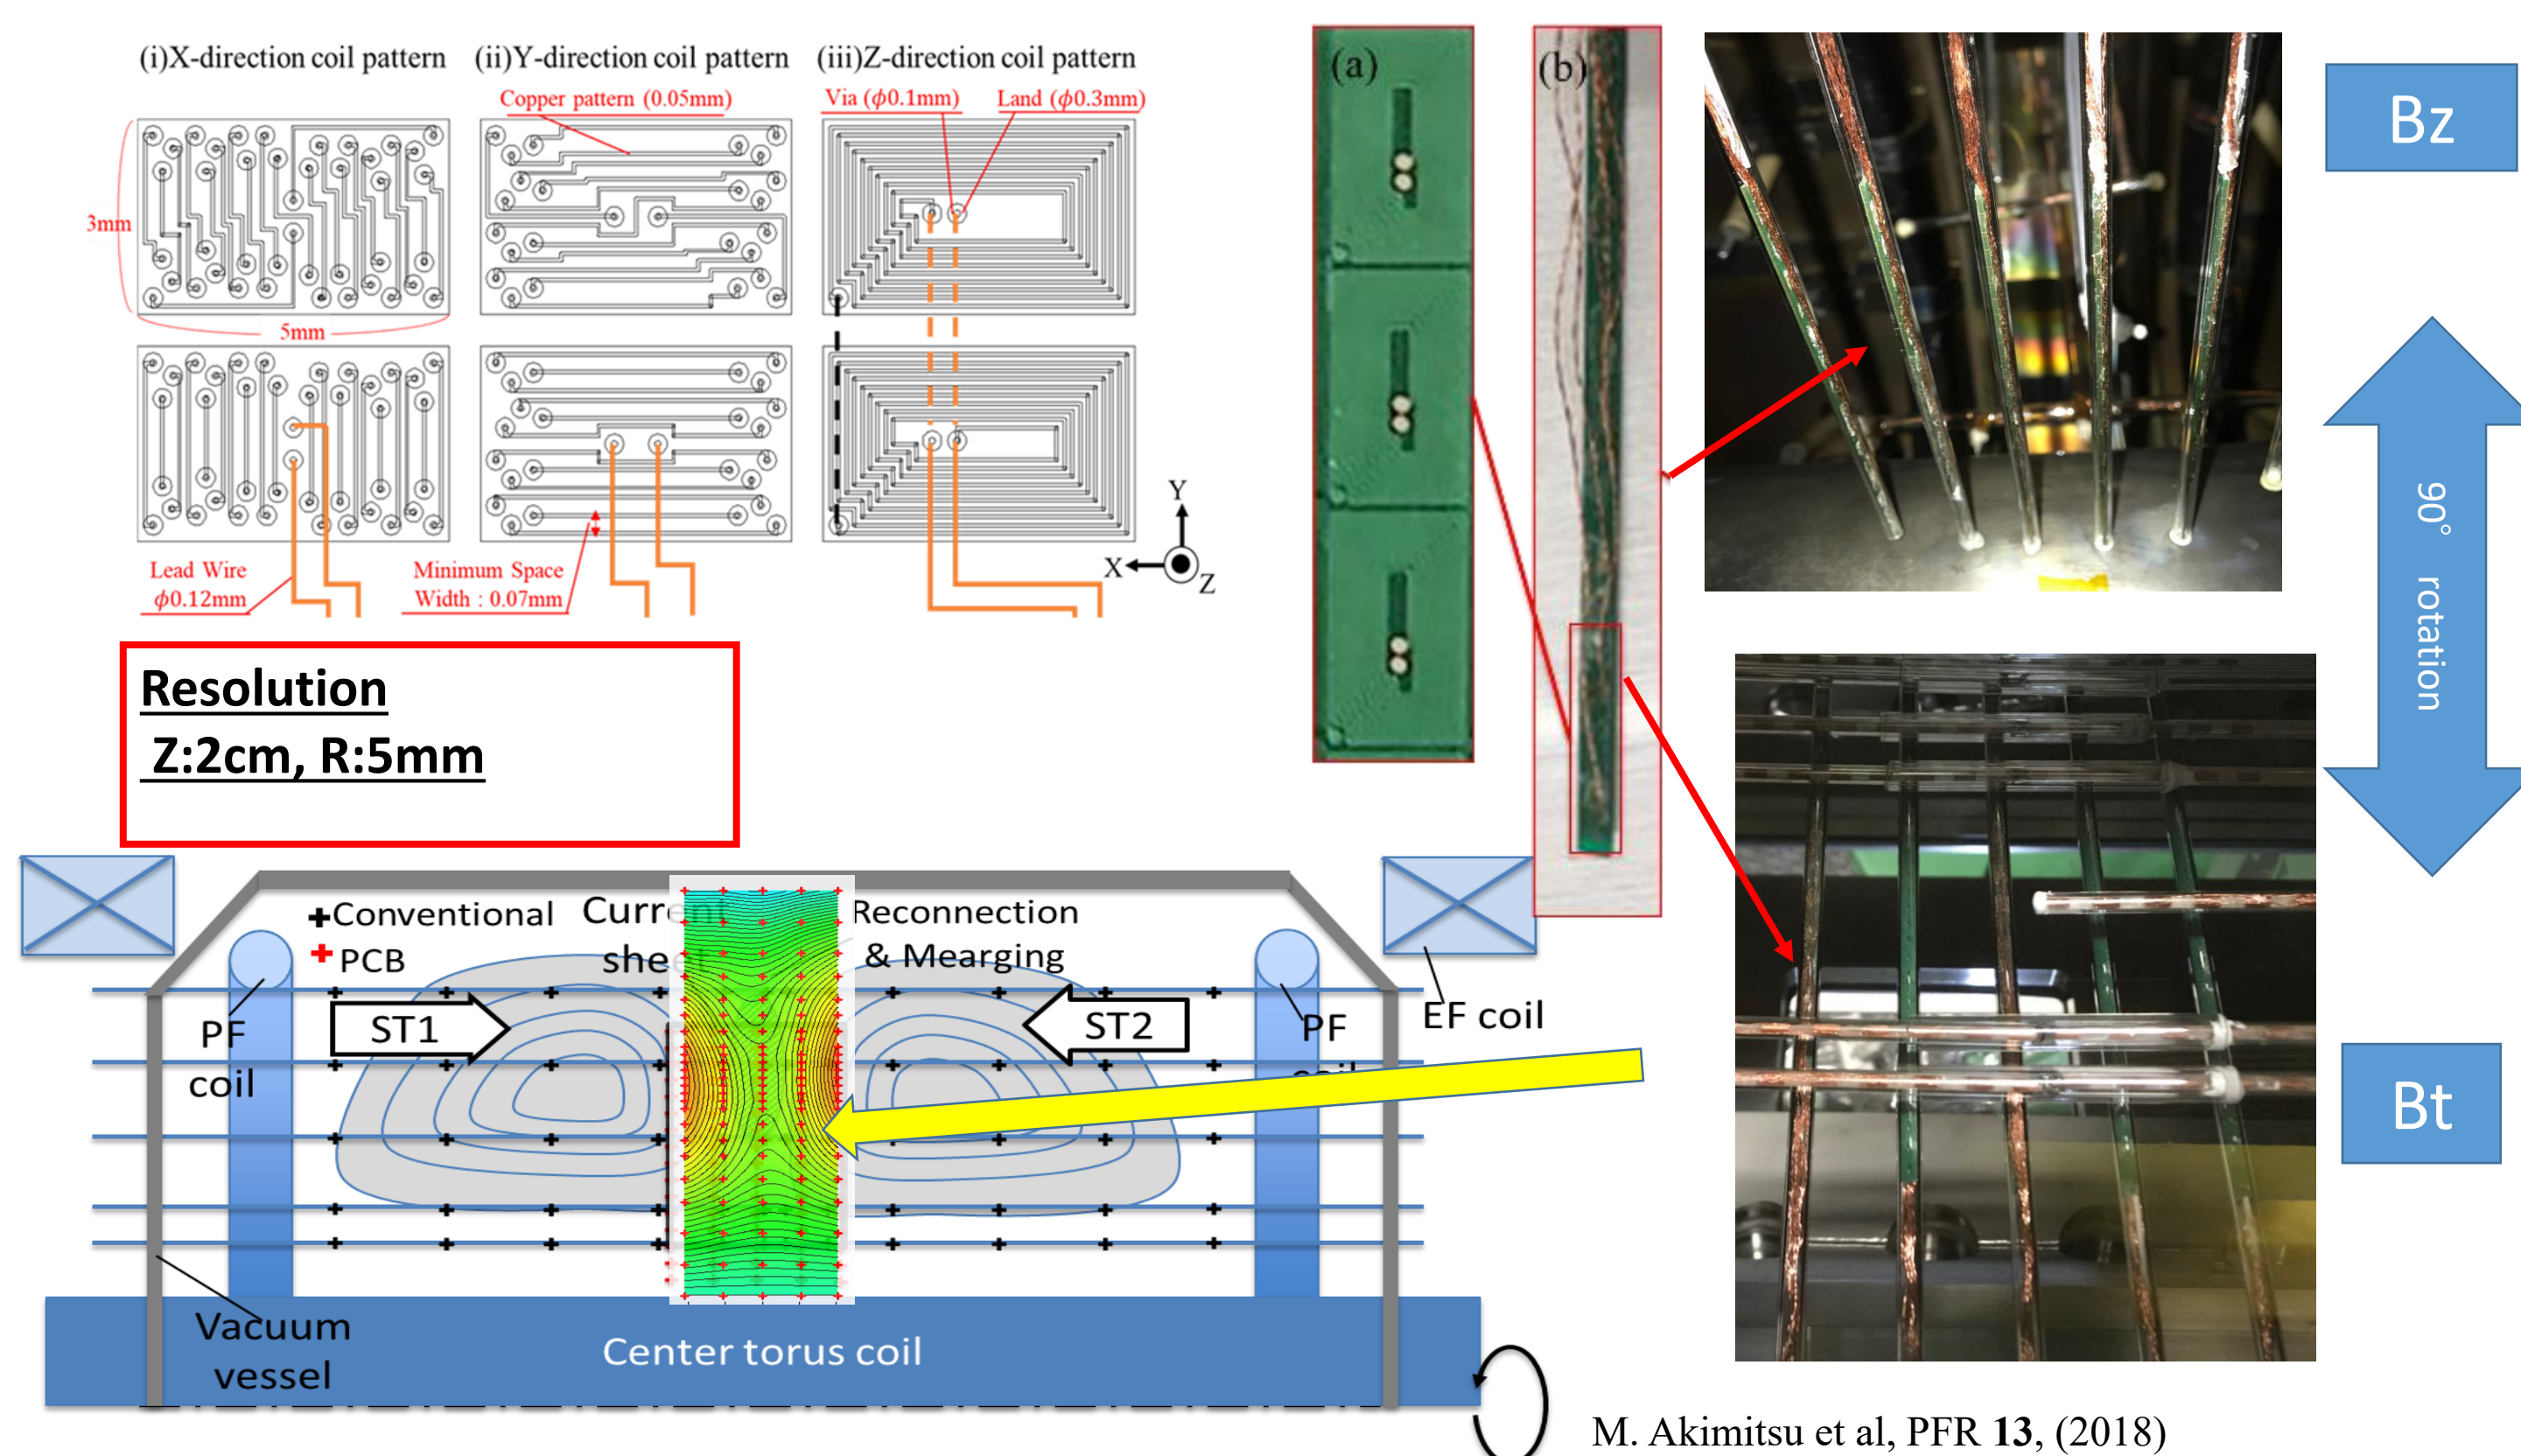 (i)X-direction coil pattern
(ii)Y-direction coil pattern
(iii)Z-direction coil pattern
Copper pattern (0.05mm)
Via (ϕ0.1mm)
Land (ϕ0.3mm)
3mm
5mm
Lead Wire
ϕ0.12mm
Minimum Space
Width : 0.07mm
Y
X
Z
(a)
(b)
Bz
90° rotation
Bt
Resolution
Z:2cm, R:5mm
+Conventional
+PCB
Current
sheet
Reconnection
& Mearging
ST1
ST2
PF
coil
PF
coil
EF coil
Vacuum
vessel
Center torus coil
M. Akimitsu et al, PFR 13, (2018)